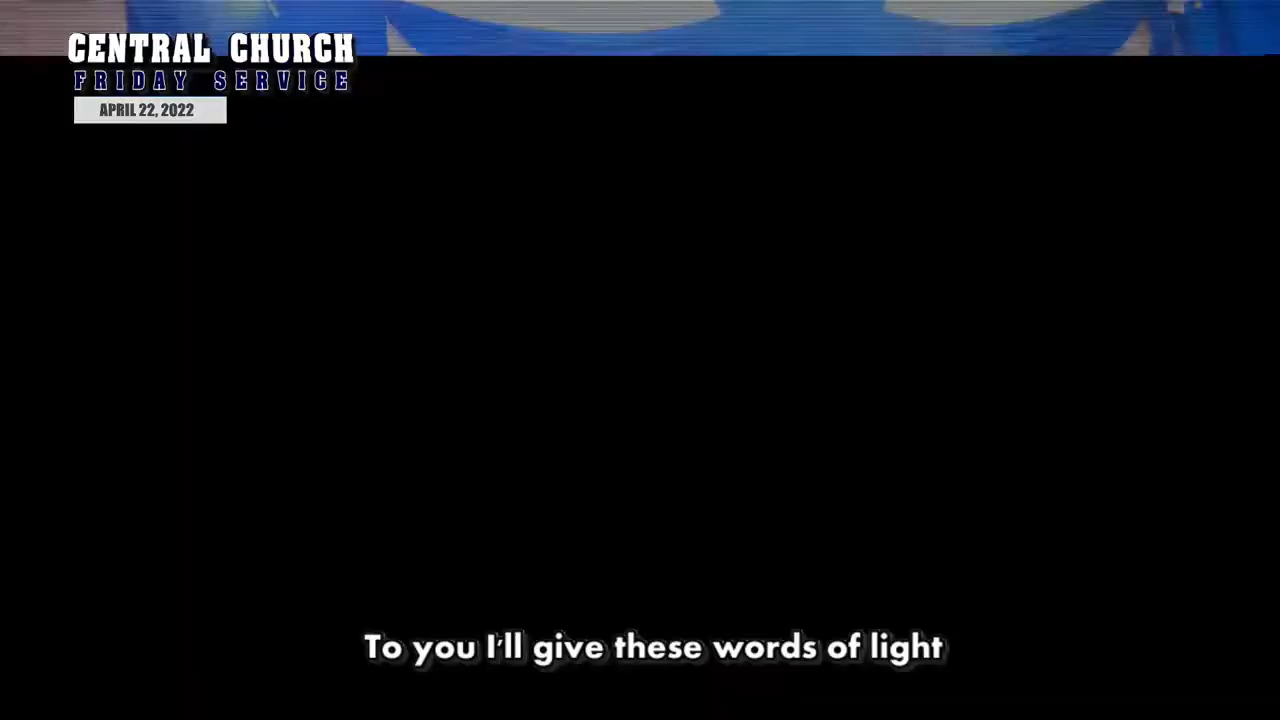 CENTRAL CHURCH
FRIDAY SERVICE
APRIL 22, 2022
To you I'll give these words of light